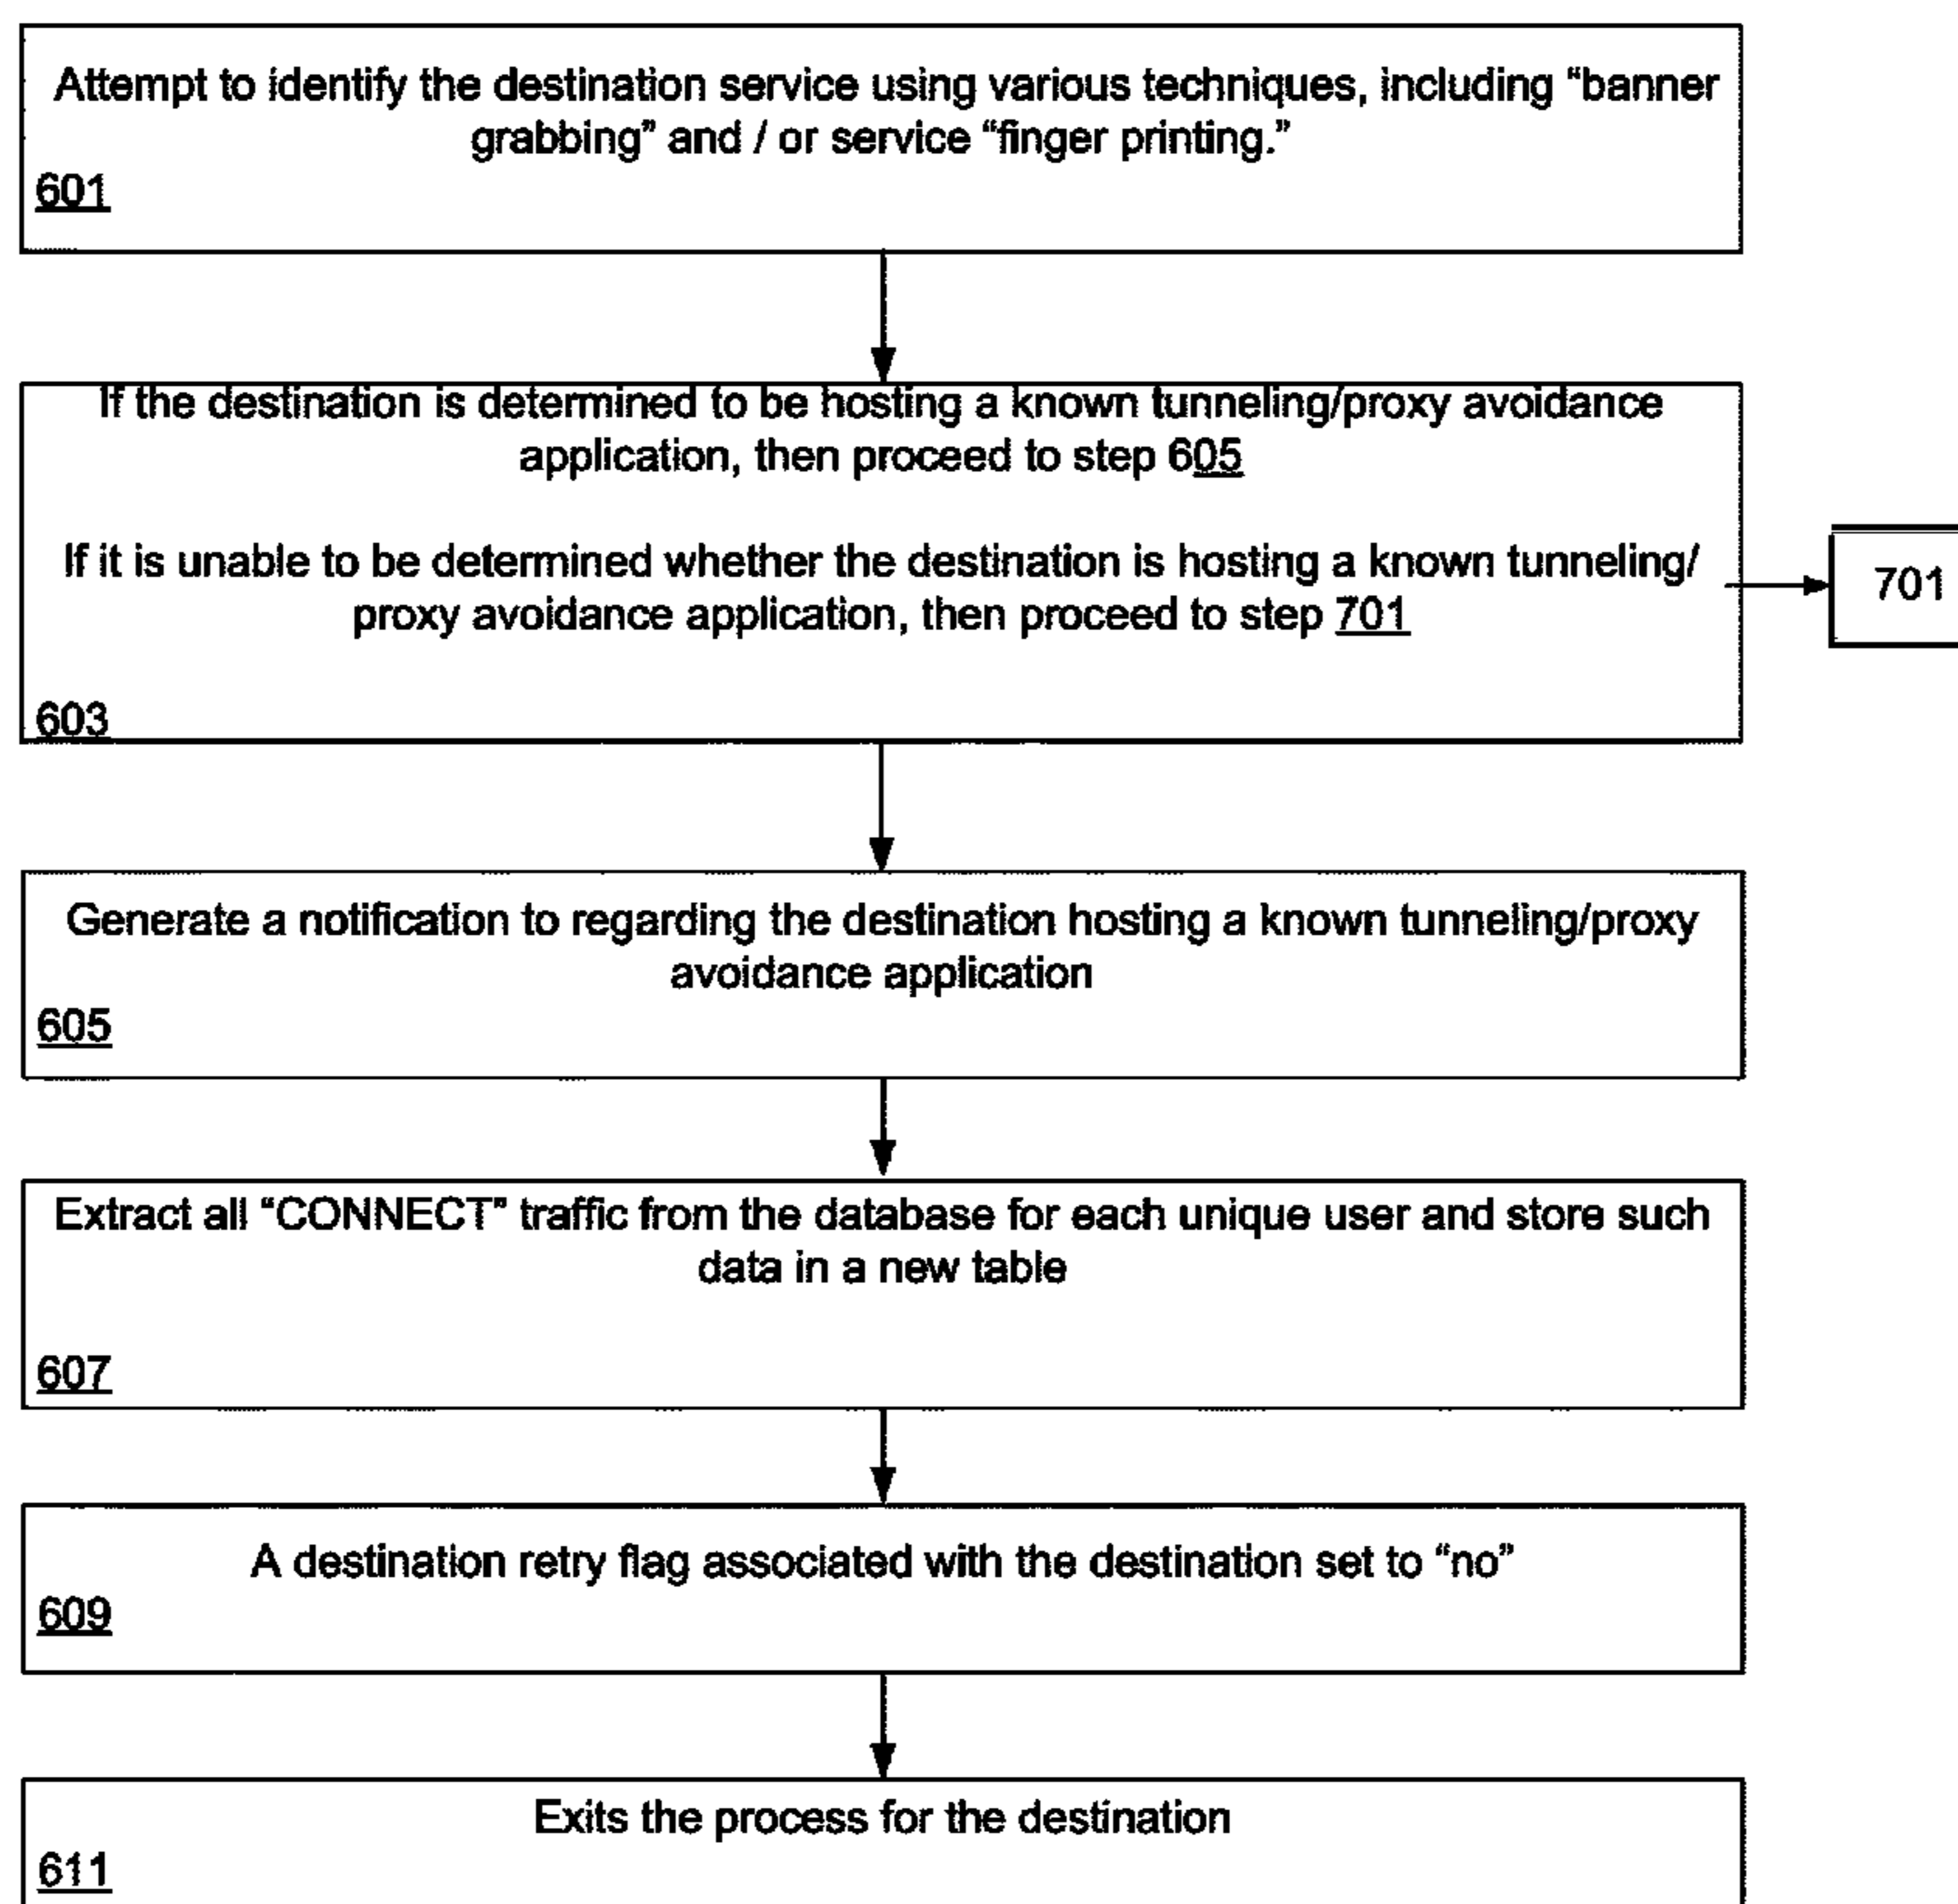 Attempt to identify the destination service using various techniques, including “banner
grabbing” and / or service “finger printing.”
601
If the destination is determined to be hosting a known tunneling/proxy avoidance
application, then proceed to step 605
If it is unable to be determined whether the destination is hosting a known tunneling/
proxy avoidance application, then proceed to step 701
701
603
Generate a notification to regarding the destination hosting a known tunneling/proxy
avoidance application
605
Extract all “CONNECT” traffic from the database for each unique user and store such
data in a new table
607
A destination retry flag associated with the destination set to “no”
609
Exits the process for the destination
611